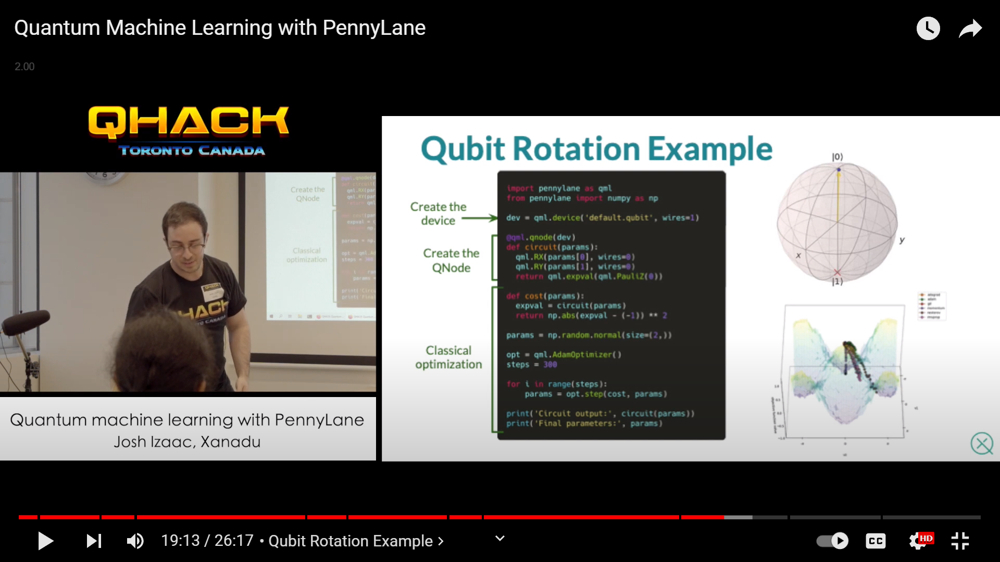 Quantum Machine Learning with PennyLane
2.00
QHACK
TORONTO CANADA
Create the
QNode
Classical
optimization
QHACK
HACK
Quantum machine learning with PennyLane
Josh Izaac, Xanadu
Qubit Rotation Example
Create the
device
Create the
QNode
Classical
optimization
import pennylane as qml
from pennylane import numpy as np
dev = qml.device('default.qubit', wires=1)
@qml.qnode(dev)
def circuit(params):
qml.RX(params[0], wires=0)
qml.RY(params[1], wires=0)
return qml.expval(qml.PauliZ(0))
def cost(params):
expval = circuit(params)
return np.abs(expval - (-1)) ** 2
params = np.random.normal(size=(2,))
opt = qml.AdamOptimizer()
steps = 300
for i in range(steps):
params = opt.step(cost, params)
print('Circuit output:', circuit(params))
print('Final parameters:', params)
|0⟩
y
x
|1⟩
19:13 / 26:17 • Qubit Rotation Example >
CC
HD